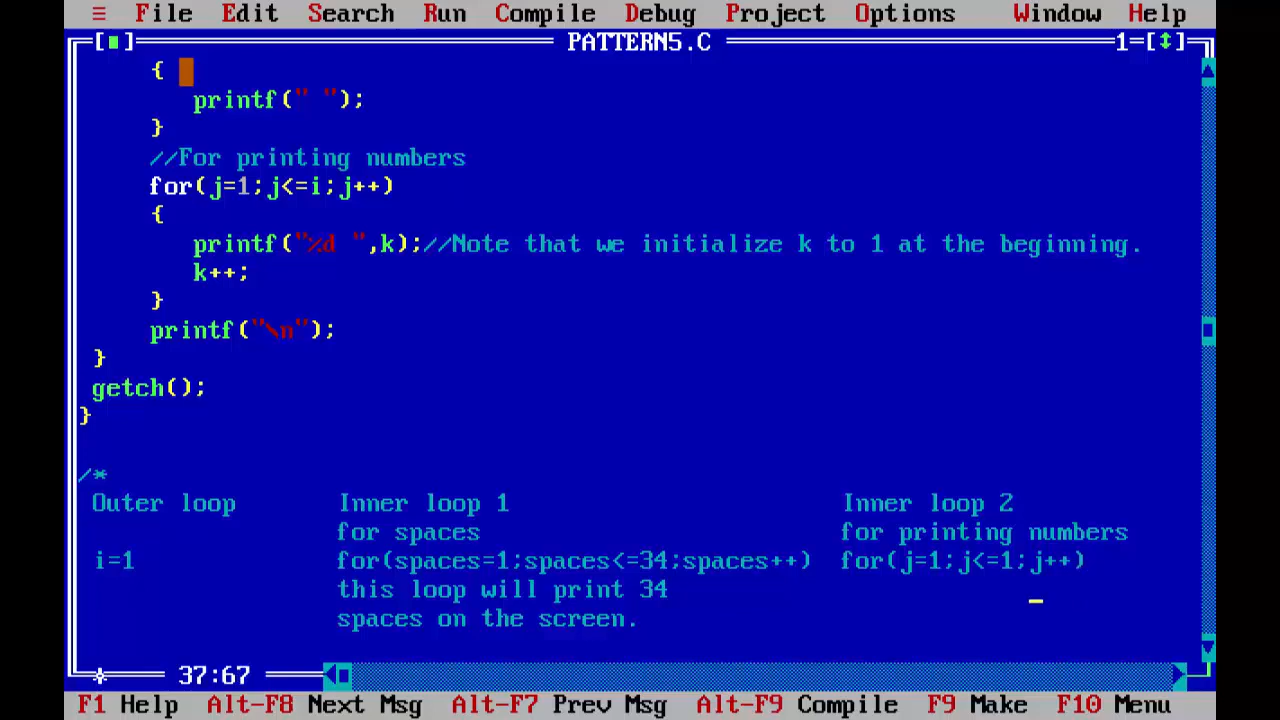 ≡ File Edit Search Run Compile Debug Project Options Window Help
[■] PATTERN5.C 1=[↕]
{
printf(" ");
}
//For printing numbers
for(j=1;j<=i;j++)
{
printf("%d ",k);//Note that we initialize k to 1 at the beginning.
k++;
}
printf("\n");
}
getch();
}
/*
Outer loop Inner loop 1 Inner loop 2
for spaces for printing numbers
i=1 for(spaces=1;spaces<=34;spaces++) for(j=1;j<=1;j++)
this loop will print 34
spaces on the screen.
37:67
F1 Help Alt-F8 Next Msg Alt-F7 Prev Msg Alt-F9 Compile F9 Make F10 Menu